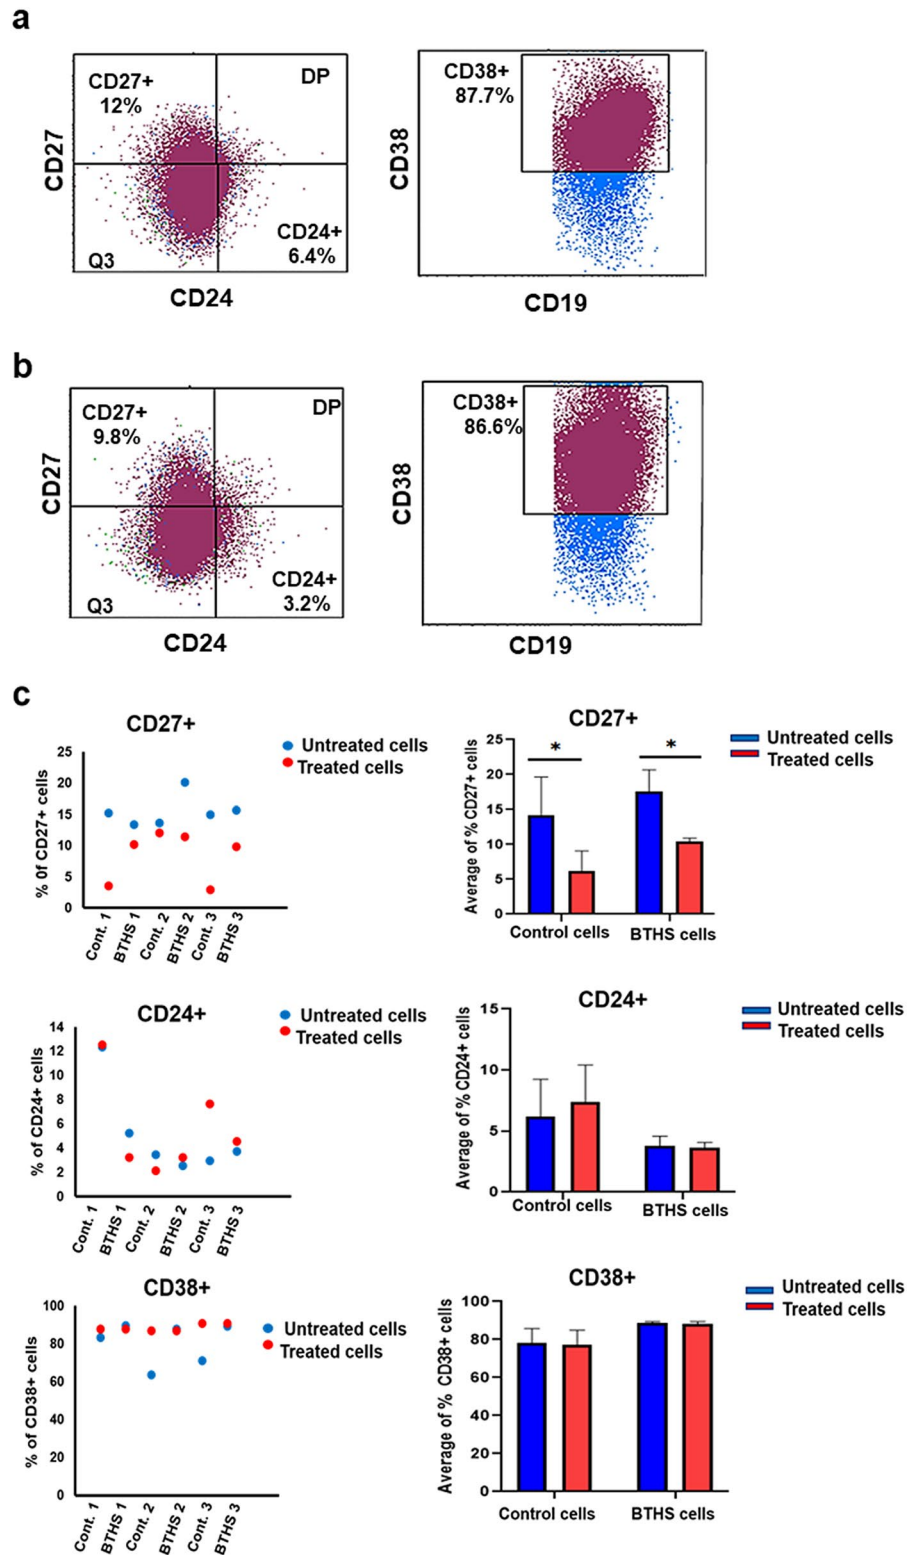 a
CD27+
12%
DP
CD27
Q3
CD24+
6.4%
CD24
CD38+
87.7%
CD38
CD19
b
CD27+
9.8%
DP
CD27
Q3
CD24+
3.2%
CD24
CD38+
86.6%
CD38
CD19
c
CD27+
Untreated cells
Treated cells
% 0f CD27+ cells
25
20
15
10
5
0
Cont. 1
BTHS 1
Cont. 2
BTHS 2
Cont. 3
BTHS 3
CD27+
Untreated cells
Treated cells
Average of % CD27+ cells
25
20
15
10
5
0
*
*
Control cells
BTHS cells
CD24+
Untreated cells
Treated cells
% of CD24+ cells
14
12
10
8
6
4
2
0
Cont. 1
BTHS 1
Cont. 2
BTHS 2
Cont. 3
BTHS 3
CD24+
Untreated cells
Treated cells
Average of % CD24+ cells
15
10
5
0
Control cells
BTHS cells
CD38+
Untreated cells
Treated cells
% of CD38+ cells
100
80
60
40
20
0
Cont. 1
BTHS 1
Cont. 2
BTHS 2
Cont. 3
BTHS 3
CD38+
Untreated cells
Treated cells
Average of % CD38+ cells
100
80
60
40
20
0
Control cells
BTHS cells